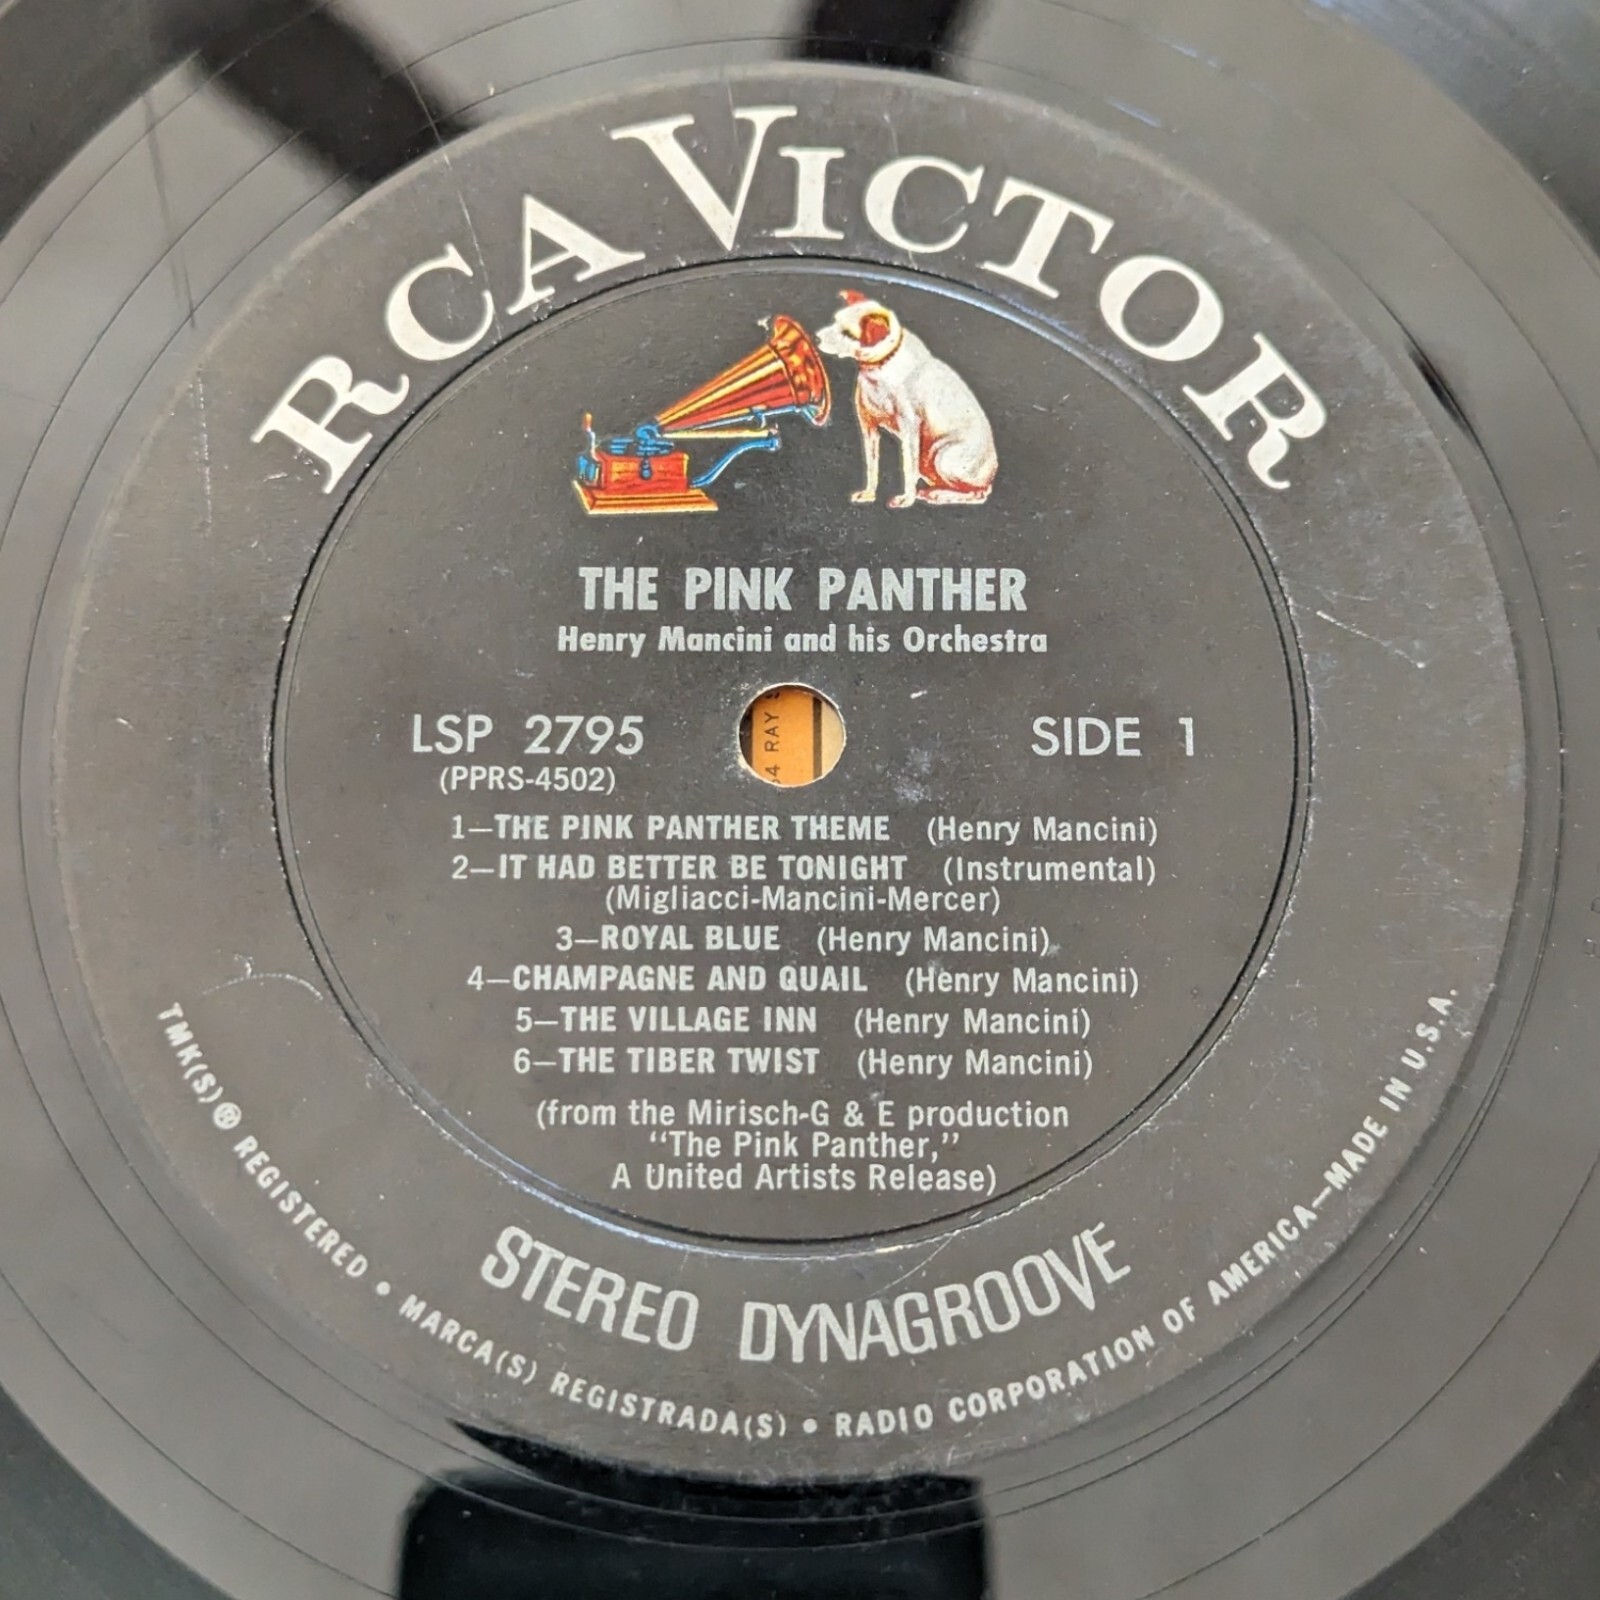 RCA VICTOR
THE PINK PANTHER
Henry Mancini and his Orchestra
LSP 2795
SIDE 1
(PPRS-4502)
4 RAY
1—THE PINK PANTHER THEME (Henry Mancini)
2—IT HAD BETTER BE TONIGHT (Instrumental)
(Migliacci-Mancini-Mercer)
3—ROYAL BLUE (Henry Mancini)
4—CHAMPAGNE AND QUAIL (Henry Mancini)
5—THE VILLAGE INN (Henry Mancini)
6—THE TIBER TWIST (Henry Mancini)
(from the Mirisch-G & E production
“The Pink Panther,”
A United Artists Release)
STEREO DYNAGROOVE
TMK(S) ® REGISTERED • MARCA(S) REGISTRADA(S) • RADIO CORPORATION OF AMERICA—MADE IN U.S.A.